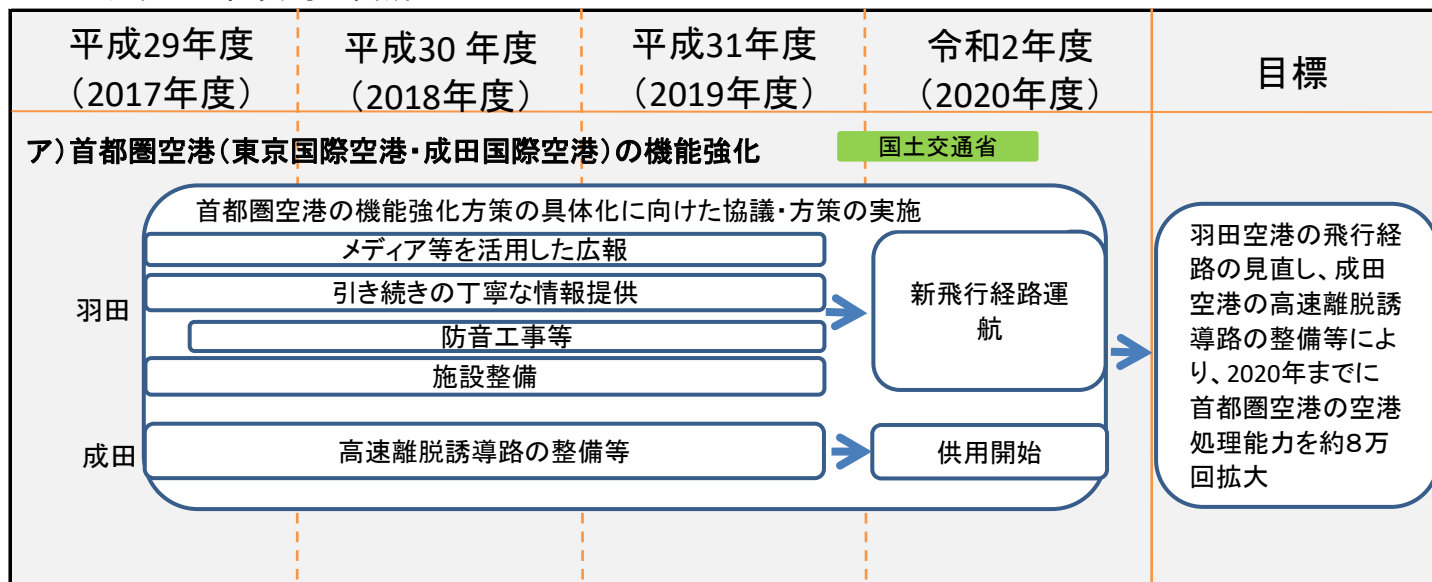 平成29年度
(2017年度)
平成30 年度
(2018年度)
平成31年度
(2019年度)
令和2年度
(2020年度)
目標
ア)首都圏空港(東京国際空港・成田国際空港)の機能強化
国土交通省
首都圏空港の機能強化方策の具体化に向けた協議・方策の実施
羽田
メディア等を活用した広報
引き続きの丁寧な情報提供
防音工事等
施設整備
新飛行経路運
航
成田
高速離脱誘導路の整備等
供用開始
羽田空港の飛行経
路の見直し、成田
空港の高速離脱誘
導路の整備等によ
り、2020年までに
首都圏空港の空港
処理能力を約8万
回拡大